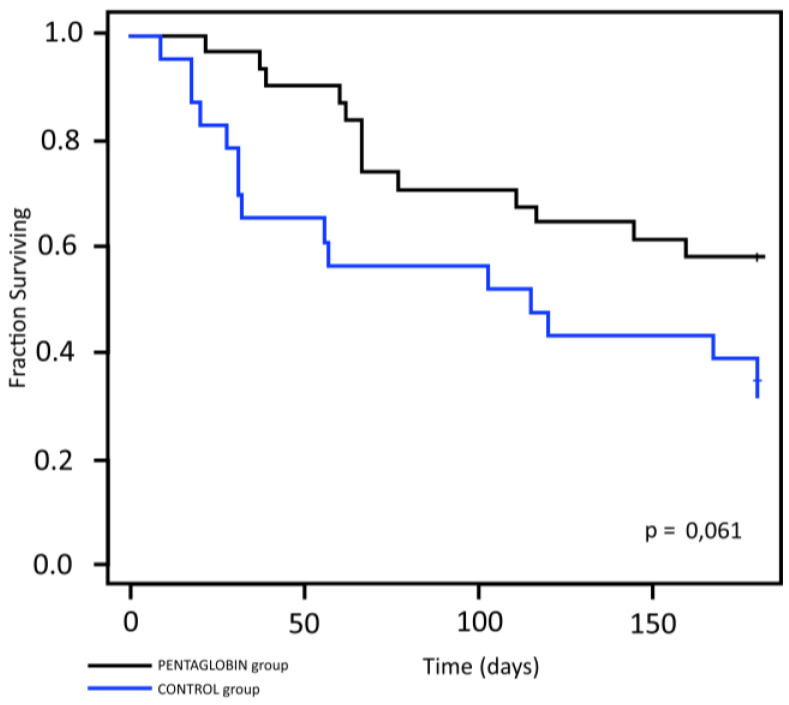 1.0
0.8
0.6
0.4
0.2
0.0
Fraction Surviving
p = 0,061
0 50 100 150
Time (days)
PENTAGLOBIN group
CONTROL group